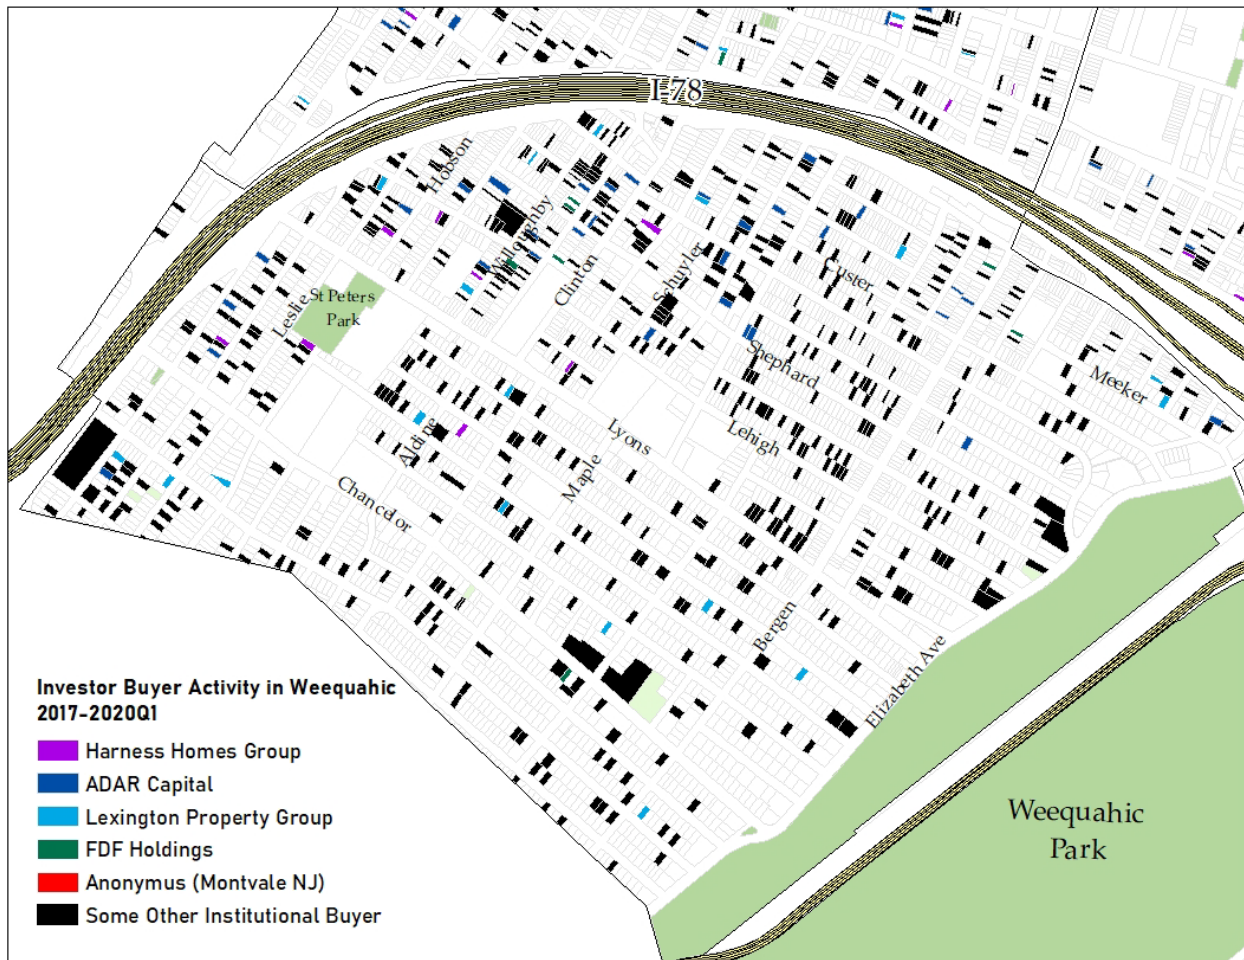 I-78
Hobson
Willoughby
Clinton
Schuyler
Custer
Leslie
St Peters
Park
Shephard
Meeker
Aldine
Lyons
Lehigh
Maple
Chancelor
Bergen
Elizabeth Ave
Weequahic
Park
Investor Buyer Activity in Weequahic
2017-2020Q1
Harness Homes Group
ADAR Capital
Lexington Property Group
FDF Holdings
Anonymus (Montvale NJ)
Some Other Institutional Buyer